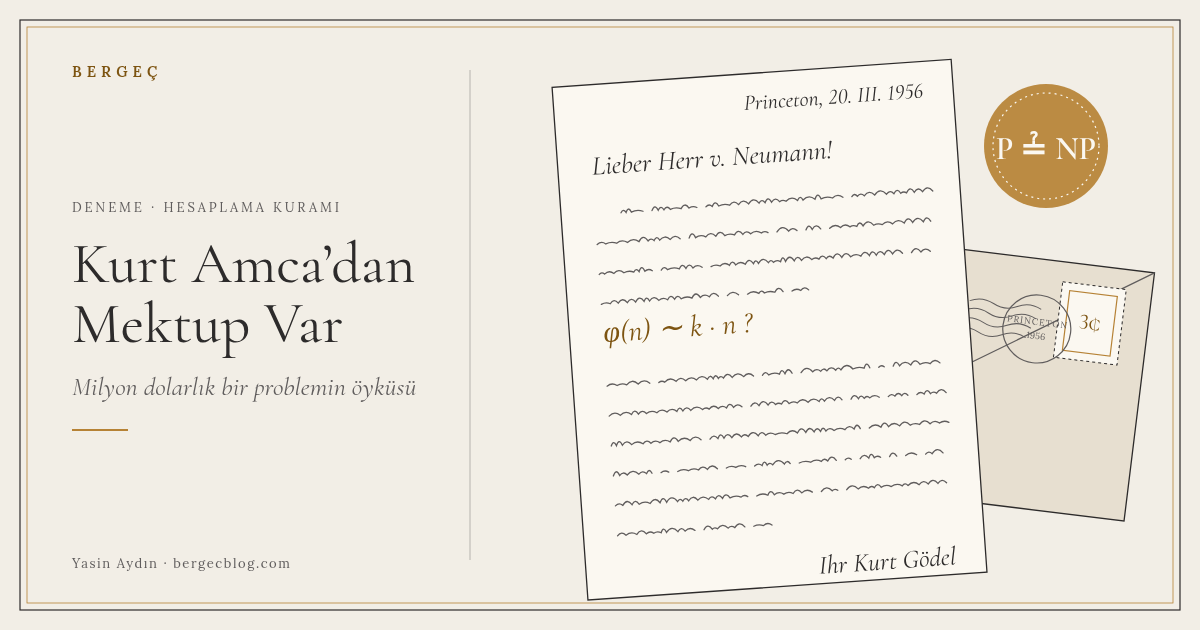 BERGEÇ
DENEME · HESAPLAMA KURAMI
Kurt Amca’dan
Mektup Var
Milyon dolarlık bir problemin öyküsü
Yasin Aydın · bergecblog.com
Princeton, 20. III. 1956
Lieber Herr v. Neumann!
φ(n) ∼ k · n ?
Ihr Kurt Gödel
P ≟ NP
PRINCETON
1956
3¢